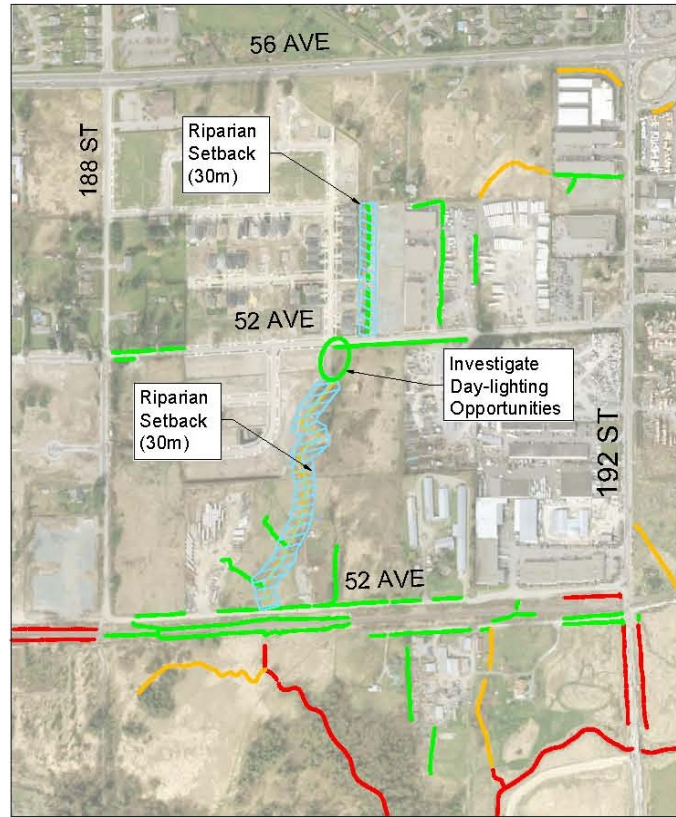 56 AVE
188 ST
Riparian
Setback
(30m)
52 AVE
Investigate
Day-lighting
Opportunities
Riparian
Setback
(30m)
192 ST
52 AVE